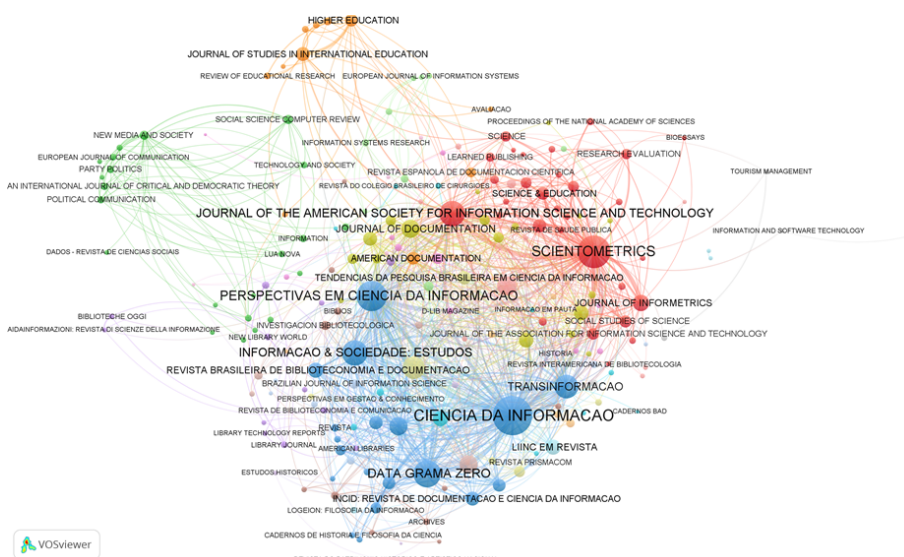 HIGHER EDUCATION
JOURNAL OF STUDIES IN INTERNATIONAL EDUCATION
REVIEW OF EDUCATIONAL RESEARCH
EUROPEAN JOURNAL OF INFORMATION SYSTEMS
AVALIACAO
SOCIAL SCIENCE COMPUTER REVIEW
PROCEEDINGS OF THE NATIONAL ACADEMY OF SCIENCES
NEW MEDIA AND SOCIETY
SCIENCE
BIOESSAYS
INFORMATION SYSTEMS RESEARCH
EUROPEAN JOURNAL OF COMMUNICATION
LEARNED PUBLISHING
RESEARCH EVALUATION
TECHNOLOGY AND SOCIETY
PARTY POLITICS
REVISTA ESPANOLA DE DOCUMENTACION CIENTIFICA
TOURISM MANAGEMENT
AN INTERNATIONAL JOURNAL OF CRITICAL AND DEMOCRATIC THEORY
REVISTA DO COLEGIO BRASILEIRO DE CIRURGIOES
SCIENCE & EDUCATION
POLITICAL COMMUNICATION
JOURNAL OF THE AMERICAN SOCIETY FOR INFORMATION SCIENCE AND TECHNOLOGY
JOURNAL OF DOCUMENTATION
REVISTA DE SAUDE PUBLICA
INFORMATION AND SOFTWARE TECHNOLOGY
INFORMATION
DADOS - REVISTA DE CIENCIAS SOCIAIS
LUA NOVA
SCIENTOMETRICS
AMERICAN DOCUMENTATION
TENDENCIAS DA PESQUISA BRASILEIRA EM CIENCIA DA INFORMACAO
PERSPECTIVAS EM CIENCIA DA INFORMACAO
JOURNAL OF INFORMETRICS
BIBLIOS
D-LIB MAGAZINE
INFORMACAO EM PAUTA
BIBLIOTECHE OGGI
SOCIAL STUDIES OF SCIENCE
INVESTIGACION BIBLIOTECOLOGICA
AIDAINFORMAZIONI: RIVISTA DI SCIENZE DELLA INFORMAZIONE
JOURNAL OF THE ASSOCIATION FOR INFORMATION SCIENCE AND TECHNOLOGY
NEW LIBRARY WORLD
INFORMACAO & SOCIEDADE: ESTUDOS
HISTORIA
REVISTA INTERAMERICANA DE BIBLIOTECOLOGIA
REVISTA BRASILEIRA DE BIBLIOTECONOMIA E DOCUMENTACAO
BRAZILIAN JOURNAL OF INFORMATION SCIENCE
TRANSINFORMACAO
PERSPECTIVAS EM GESTAO & CONHECIMENTO
REVISTA DE BIBLIOTECONOMIA E COMUNICACAO
CIENCIA DA INFORMACAO
CADERNOS BAD
REVISTA
LIBRARY TECHNOLOGY REPORTS
LIBRARY JOURNAL
AMERICAN LIBRARIES
LIINC EM REVISTA
REVISTA PRISMACOM
ESTUDOS HISTORICOS
DATA GRAMA ZERO
INCID: REVISTA DE DOCUMENTACAO E CIENCIA DA INFORMACAO
LOGEION: FILOSOFIA DA INFORMACAO
ARCHIVES
CADERNOS DE HISTORIA E FILOSOFIA DA CIENCIA
VOSviewer